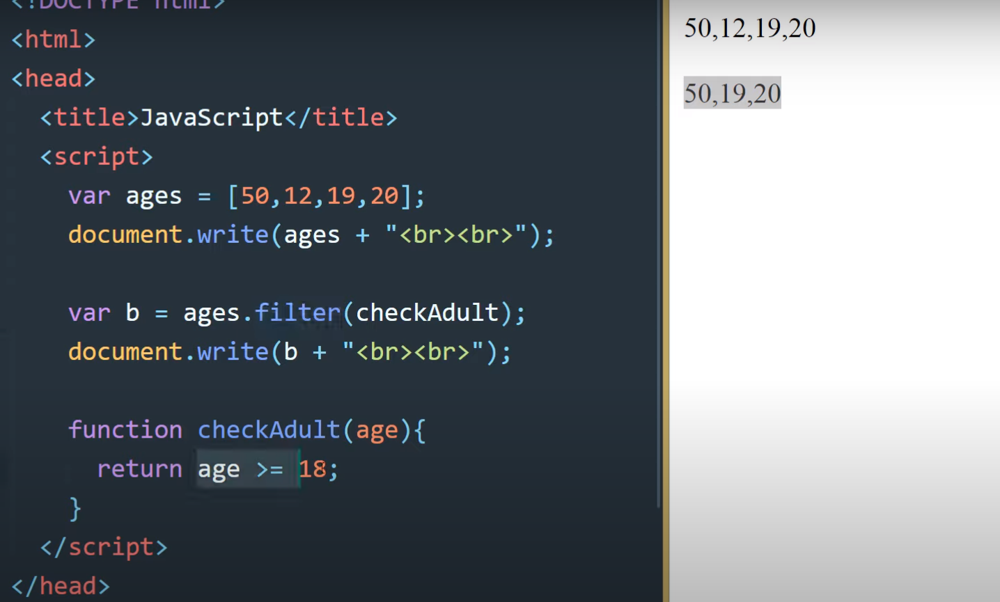 <!DOCTYPE html>
<html>
<head>
<title>JavaScript</title>
<script>
var ages = [50,12,19,20];
document.write(ages + "<br><br>");
var b = ages.filter(checkAdult);
document.write(b + "<br><br>");
function checkAdult(age){
return age >= 18;
}
</script>
</head>
50,12,19,20
50,19,20